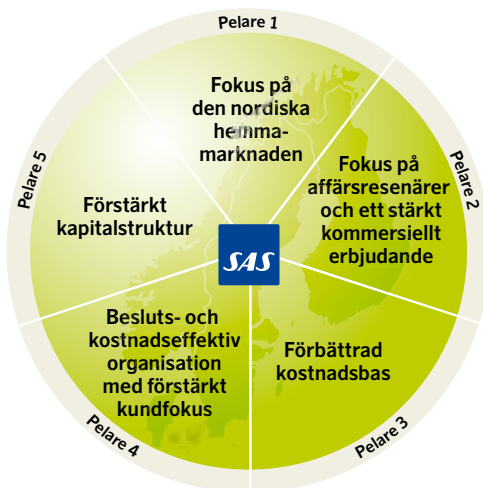 Pelare 1
Fokus på
den nordiska
hemma-
marknaden
Pelare 2
Fokus på
affärsresenärer
och ett stärkt
kommersiellt
erbjudande
Pelare 3
Förbättrad
kostnadsbas
Pelare 4
Besluts- och
kostnadseffektiv
organisation
med förstärkt
kundfokus
Pelare 5
Förstärkt
kapitalstruktur
SAS